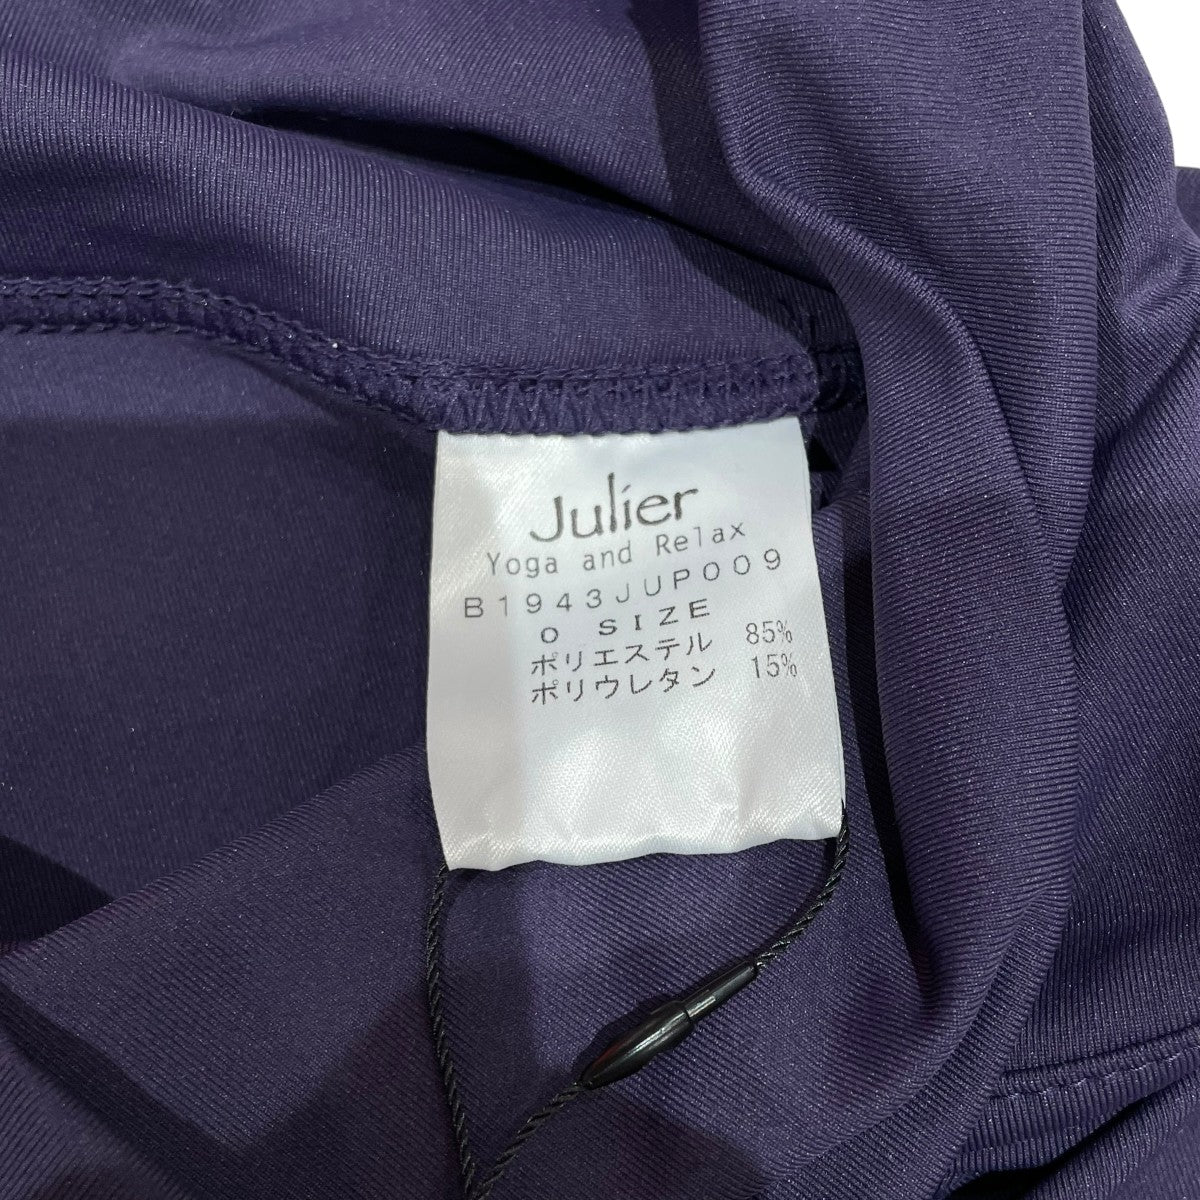 Julier
Yoga and Relax
B1943JUP009
0 SIZE
ポリエステル 85%
ポリウレタン 15%